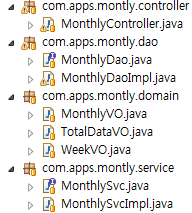 com.apps.montly.controller
MonthlyController.java
com.apps.montly.dao
MonthlyDao.java
MonthlyDaoImpl.java
com.apps.montly.domain
MonthlyVO.java
TotalDataVO.java
WeekVO.java
com.apps.montly.service
MonthlySvc.java
MonthlySvcImpl.java